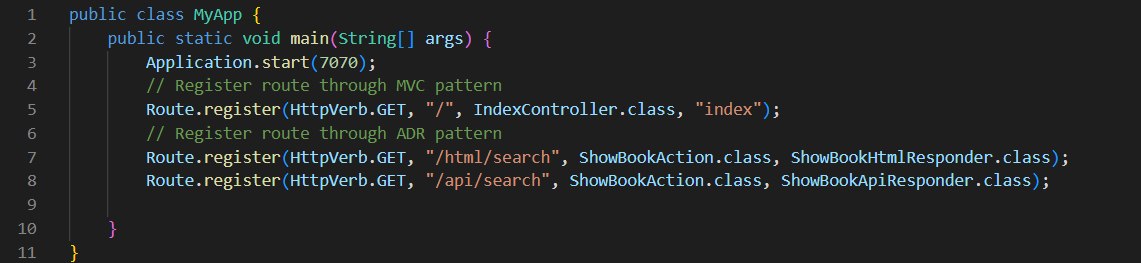 1 public class MyApp {
2     public static void main(String[] args) {
3         Application.start(7070);
4         // Register route through MVC pattern
5         Route.register(HttpVerb.GET, "/", IndexController.class, "index");
6         // Register route through ADR pattern
7         Route.register(HttpVerb.GET, "/html/search", ShowBookAction.class, ShowBookHtmlResponder.class);
8         Route.register(HttpVerb.GET, "/api/search", ShowBookAction.class, ShowBookApiResponder.class);
9
10     }
11 }